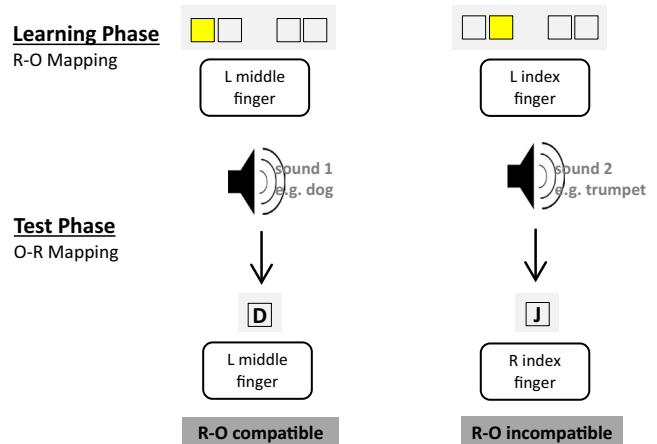 Learning Phase
R-O Mapping
L middle
finger
L index
finger
sound 1
e.g. dog
sound 2
e.g. trumpet
Test Phase
O-R Mapping
D
J
L middle
finger
R index
finger
R-O compatible
R-O incompatible